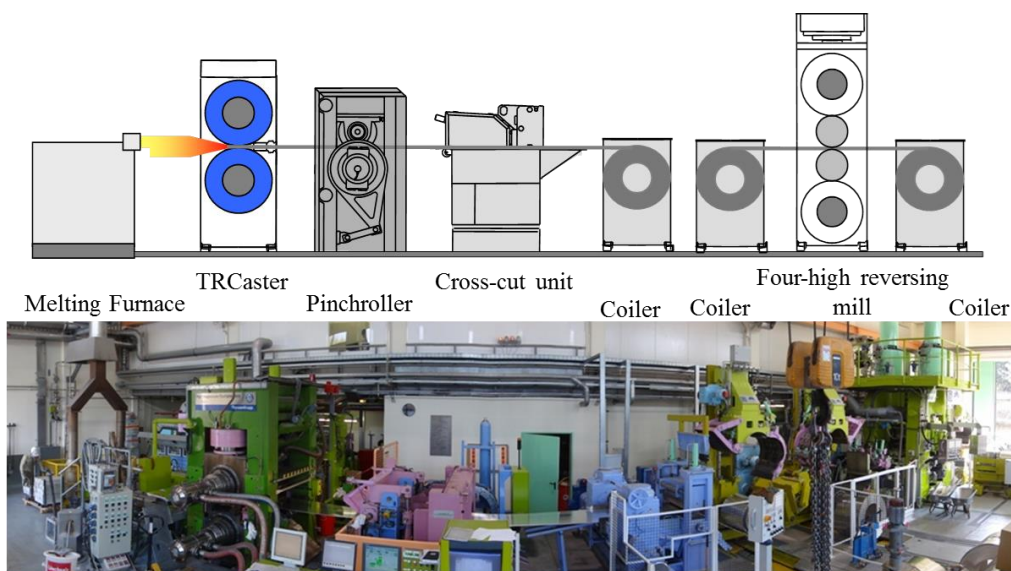 TRCaster
Cross-cut unit
Four-high reversing
mill
Melting Furnace
Pinchroller
Coiler
Coiler
Coiler